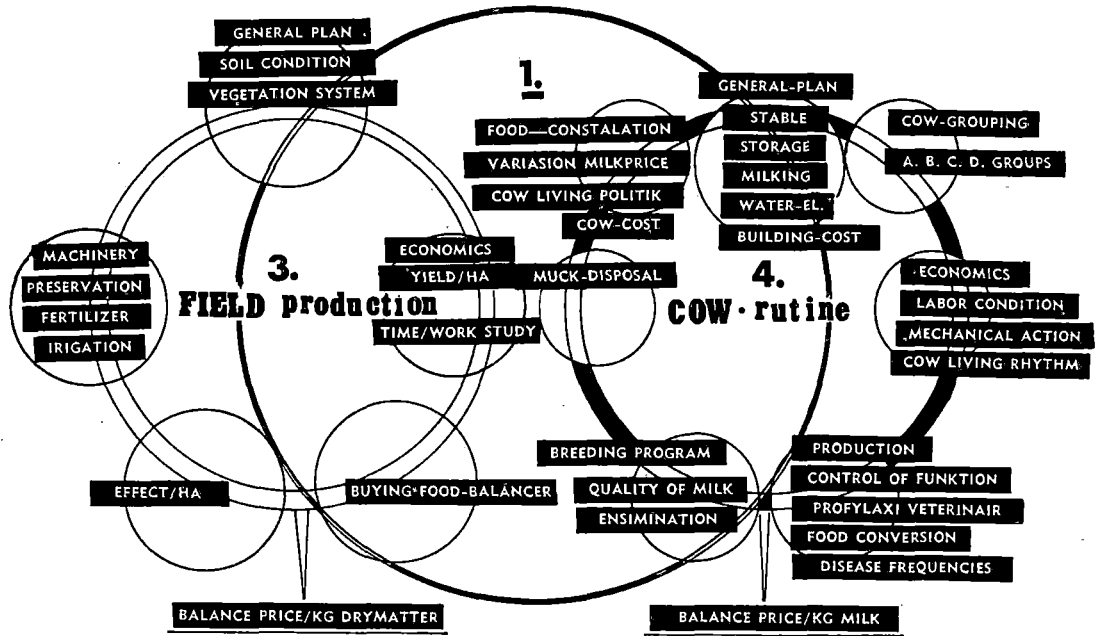 GENERAL PLAN
SOIL CONDITION
VEGETATION SYSTEM
1.
FOOD—CONSTALATION
VARIASION MILKPRICE
COW LIVING POLITIK
COW-COST
GENERAL-PLAN
STABLE
STORAGE
MILKING
WATER-EL.
BUILDING-COST
COW-GROUPING
A. B. C. D. GROUPS
MACHINERY
PRESERVATION
FERTILIZER
IRIGATION
3.
FIELD production
ECONOMICS
YIELD/HA
TIME/WORK STUDY
MUCK-DISPOSAL
4.
COW · rutine
ECONOMICS
LABOR CONDITION
MECHANICAL ACTION
COW LIVING RHYTHM
EFFECT/HA
BUYING-FOOD-BALANCER
BREEDING PROGRAM
QUALITY OF MILK
ENSIMINATION
PRODUCTION
CONTROL OF FUNKTION
PROFYLAXI VETERINAIR
FOOD CONVERSION
DISEASE FREQUENCIES
BALANCE PRICE/KG DRYMATTER
BALANCE PRICE/KG MILK